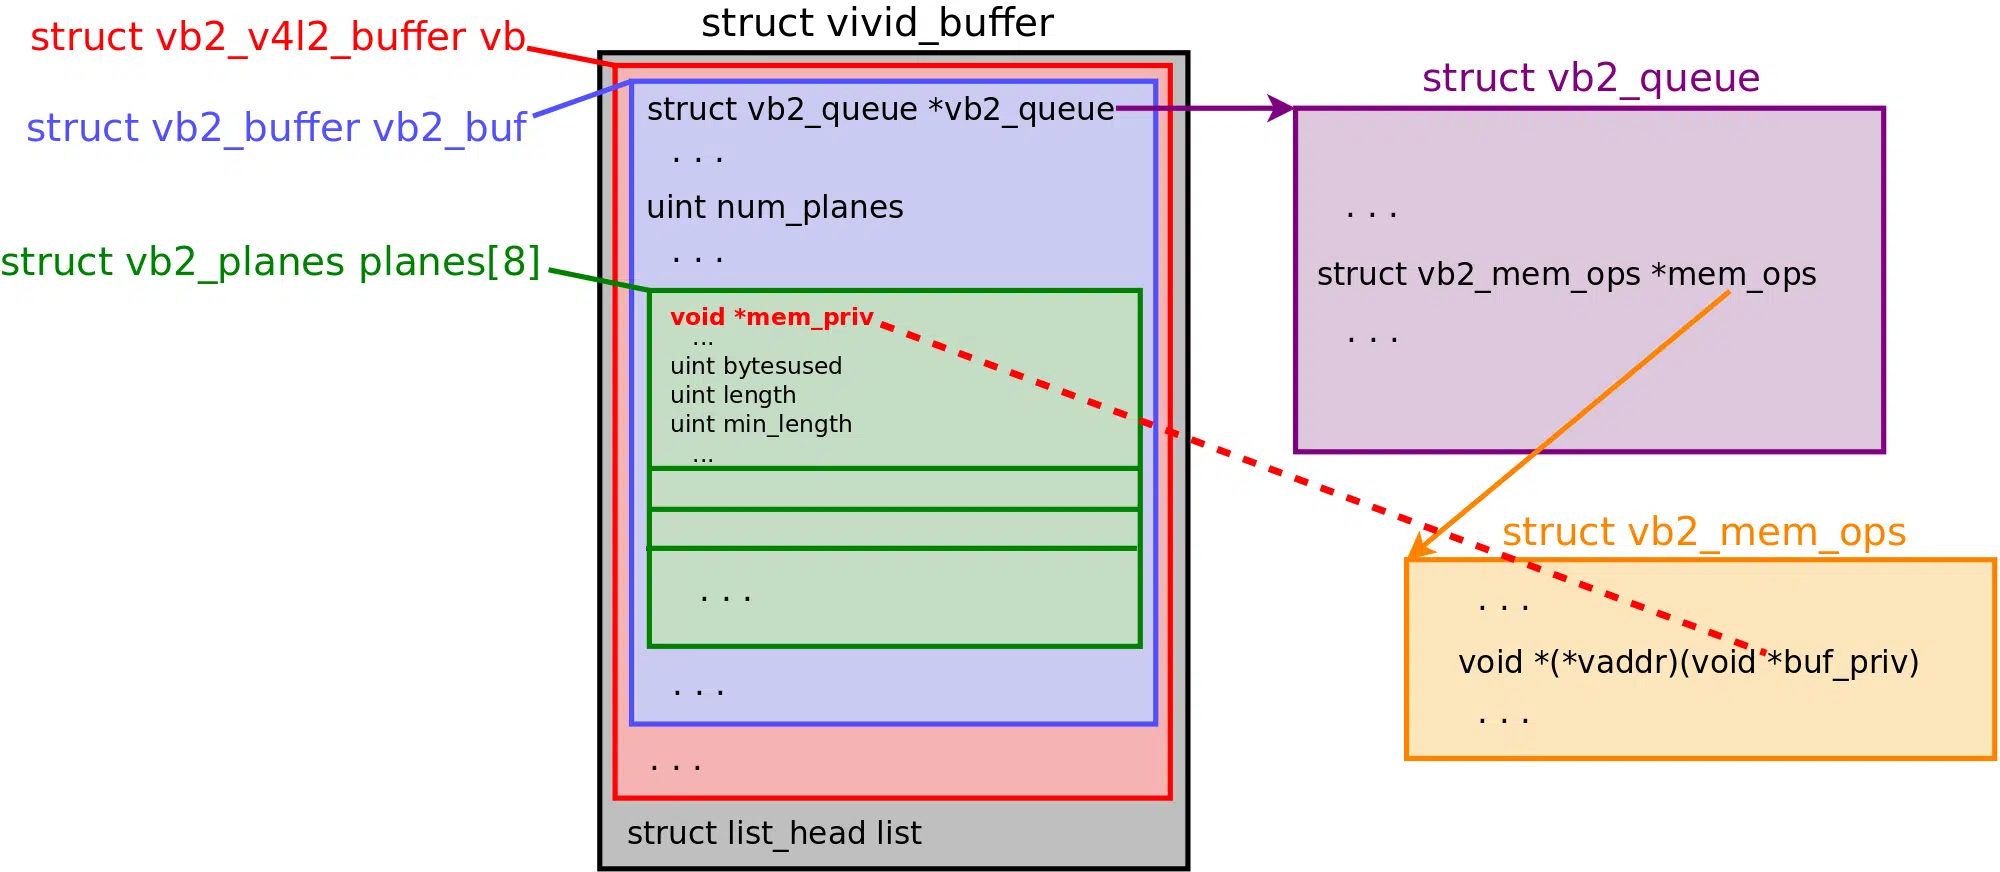 struct vivid_buffer
struct vb2_v4l2_buffer vb
struct vb2_buffer vb2_buf
struct vb2_planes planes[8]
struct vb2_queue *vb2_queue
. . .
uint num_planes
. . .
void *mem_priv
...
uint bytesused
uint length
uint min_length
...
. . .
. . .
. . .
struct list_head list
struct vb2_queue
. . .
struct vb2_mem_ops *mem_ops
. . .
struct vb2_mem_ops
. . .
void *(*vaddr)(void *buf_priv)
. . .